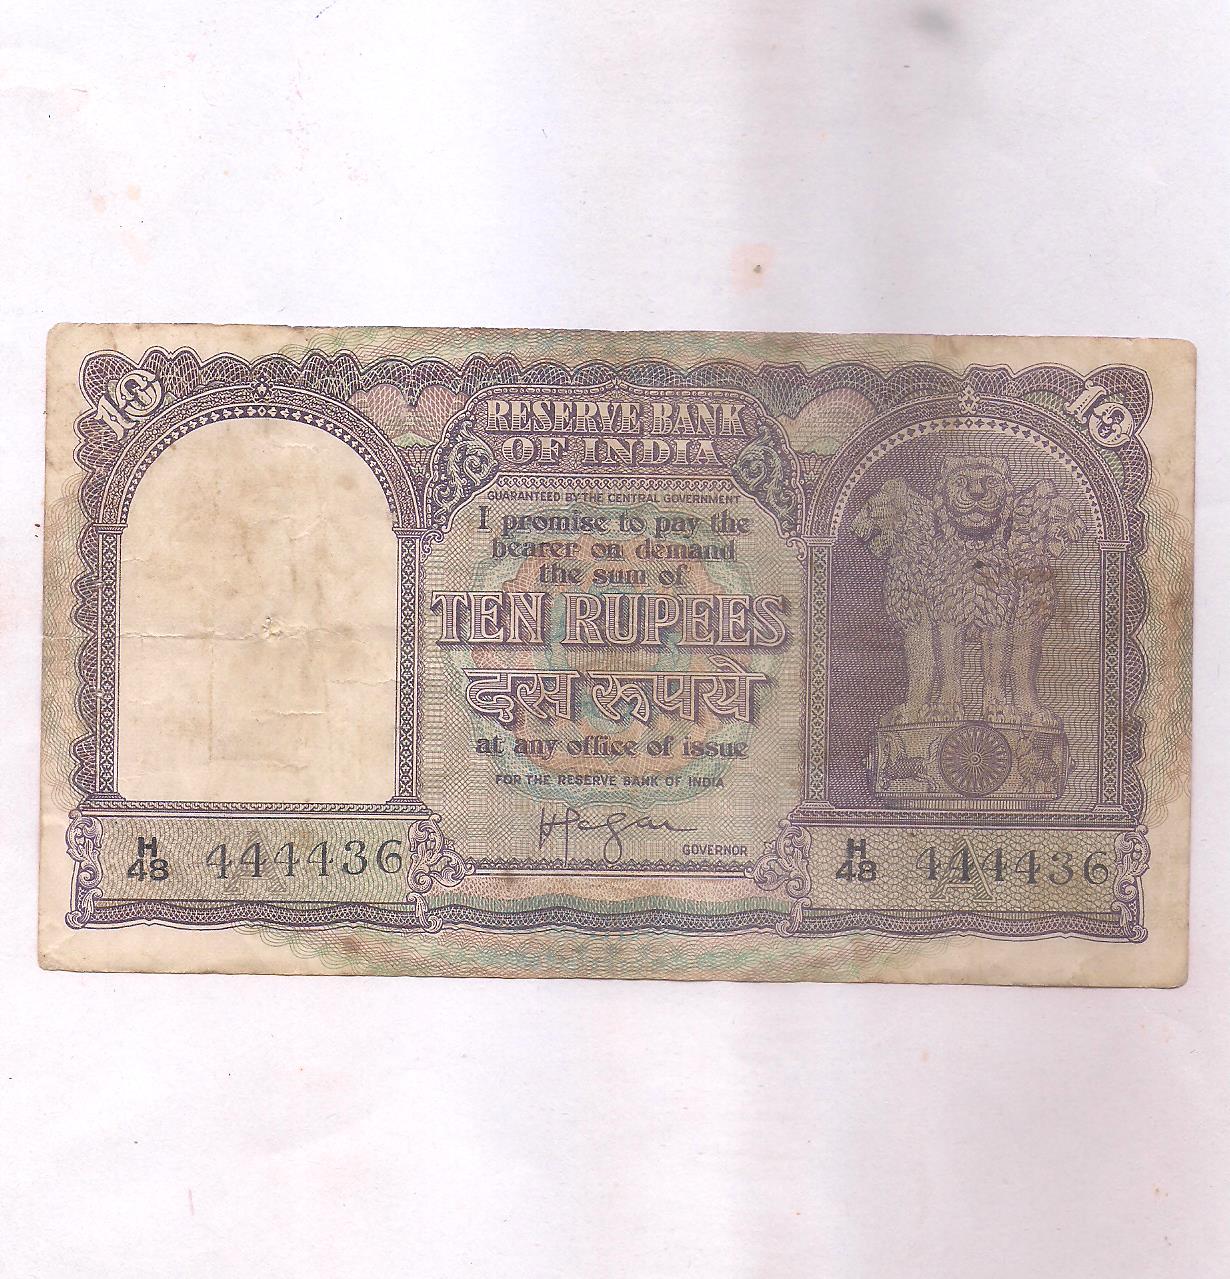 10
10
RESERVE BANK
OF INDIA
GUARANTEED BY THE CENTRAL GOVERNMENT
I promise to pay the
bearer on demand
the sum of
TEN RUPEES
दस रूपये
at any office of issue
FOR THE RESERVE BANK OF INDIA
GOVERNOR
H
48 444436
A
H
48 444436
A